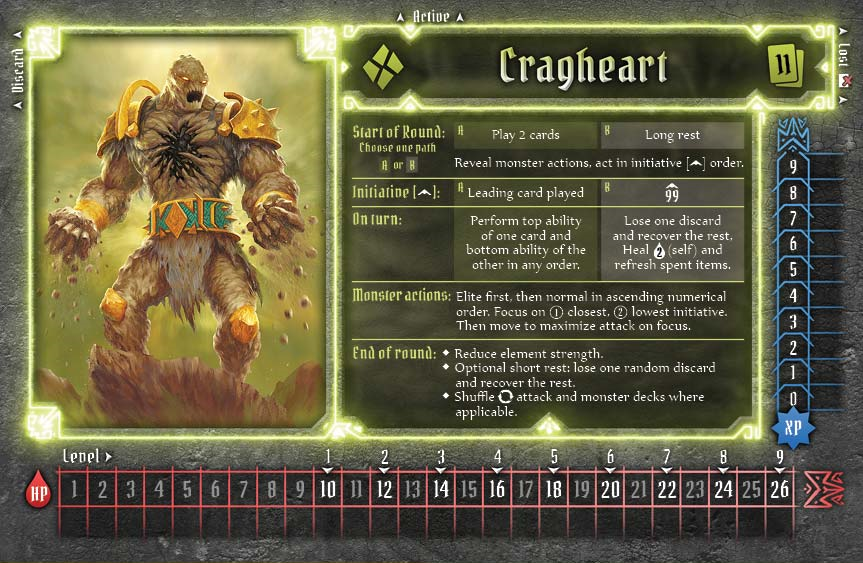 Active
Discard
Lost
Cragheart
11
Start of Round:
Choose one path
A or B
A Play 2 cards
B Long rest
Reveal monster actions, act in initiative [ ] order.
Initiative [ ]:
A Leading card played
B 99
On turn:
Perform top ability
of one card and
bottom ability of the
other in any order.
Lose one discard
and recover the rest.
Heal 2 (self) and
refresh spent items.
Monster actions:
Elite first, then normal in ascending numerical
order. Focus on 1 closest, 2 lowest initiative.
Then move to maximize attack on focus.
End of round:
Reduce element strength.
Optional short rest: lose one random discard
and recover the rest.
Shuffle attack and monster decks where
applicable.
9
8
7
6
5
4
3
2
1
0
XP
Level 1 2 3 4 5 6 7 8 9
HP 1 2 3 4 5 6 7 8 9 10 11 12 13 14 15 16 17 18 19 20 21 22 23 24 25 26